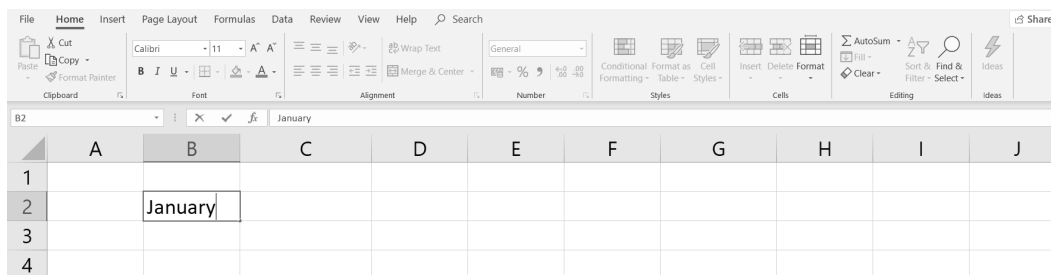 File Home Insert Page Layout Formulas Data Review View Help Search Share
Cut
Copy
Paste
Format Painter
Clipboard
Calibri 11 A^ A˅
B I U A
Font
Wrap Text
Merge & Center
Alignment
General
% 9 .00 .00
Number
Conditional Formatting
Format as Table
Cell Styles
Styles
Insert Delete Format
Cells
AutoSum
Fill
Clear
Sort & Filter
Find & Select
Editing
Ideas
Ideas
B2 fx January
A B C D E F G H I J
1
2 January
3
4